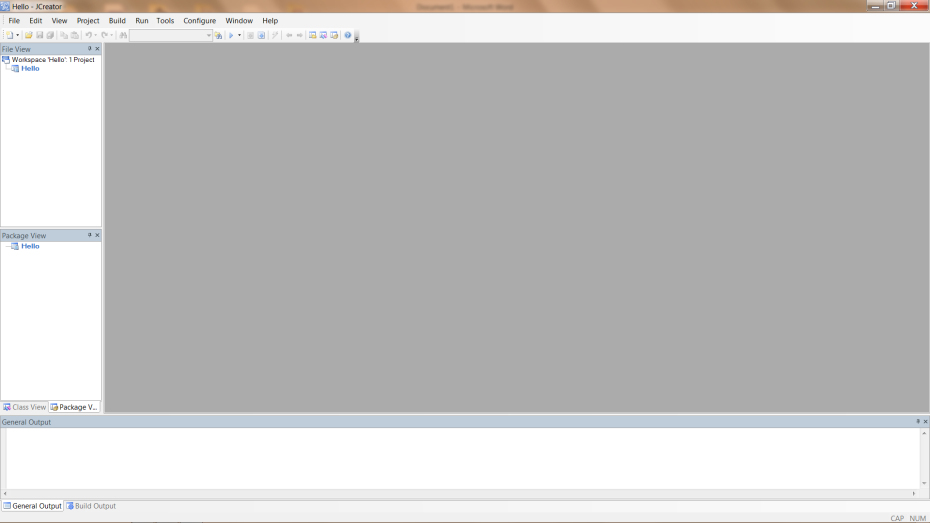 Hello - JCreator
Document1 - Microsoft Word
File Edit View Project Build Run Tools Configure Window Help
File View
Workspace 'Hello': 1 Project
Hello
Package View
Hello
Class View Package V...
General Output
General Output Build Output
CAP NUM